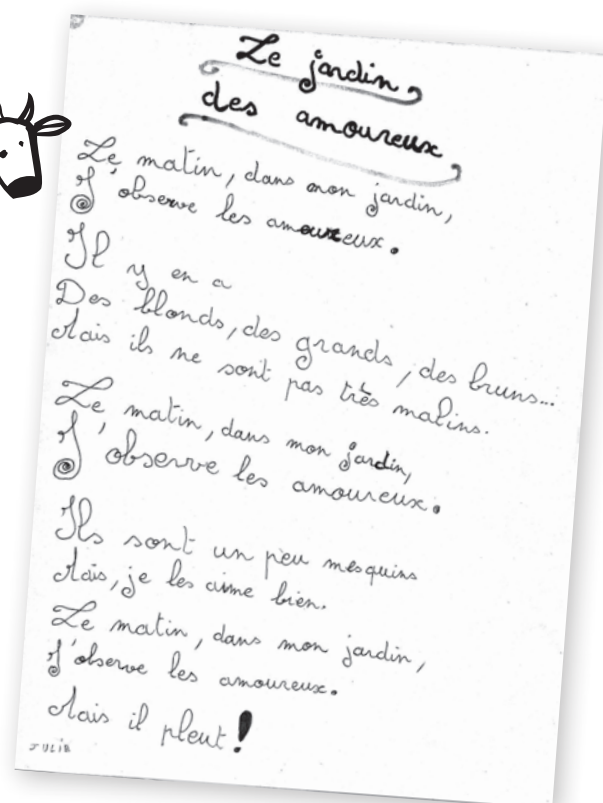 Le jardin
des amoureux
Le matin, dans mon jardin,
J'observe les amoureux.
Il y en a
Des blonds, des grands, des bruns...
Mais ils ne sont pas très malins.
Le matin, dans mon jardin,
J'observe les amoureux.
Ils sont un peu mesquins
Mais, je les aime bien.
Le matin, dans mon jardin,
J'observe les amoureux.
Mais il pleut !
JULIE